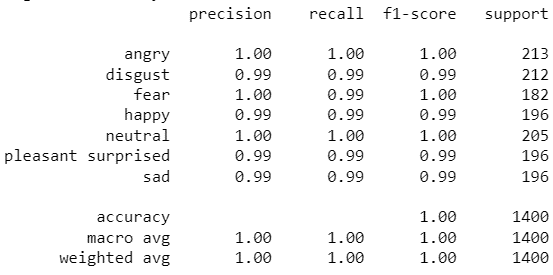 precision recall f1-score support
angry 1.00 1.00 1.00 213
disgust 0.99 0.99 0.99 212
fear 1.00 0.99 1.00 182
happy 0.99 0.99 0.99 196
neutral 1.00 1.00 1.00 205
pleasant surprised 0.99 0.99 0.99 196
sad 0.99 0.99 0.99 196
accuracy 1.00 1400
macro avg 1.00 1.00 1.00 1400
weighted avg 1.00 1.00 1.00 1400